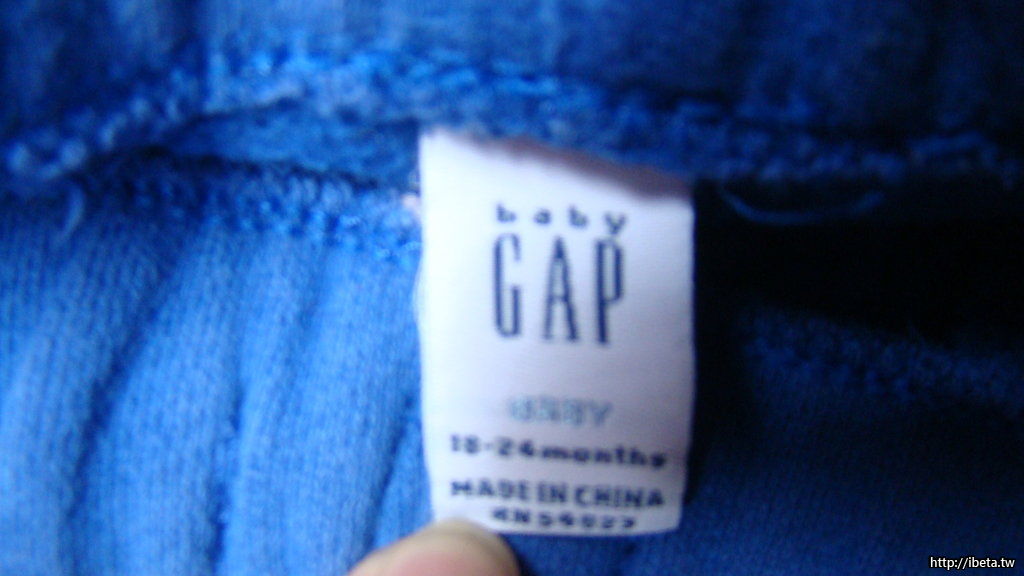 baby
GAP
18-24months
MADE IN CHINA
http://ibeta.tw